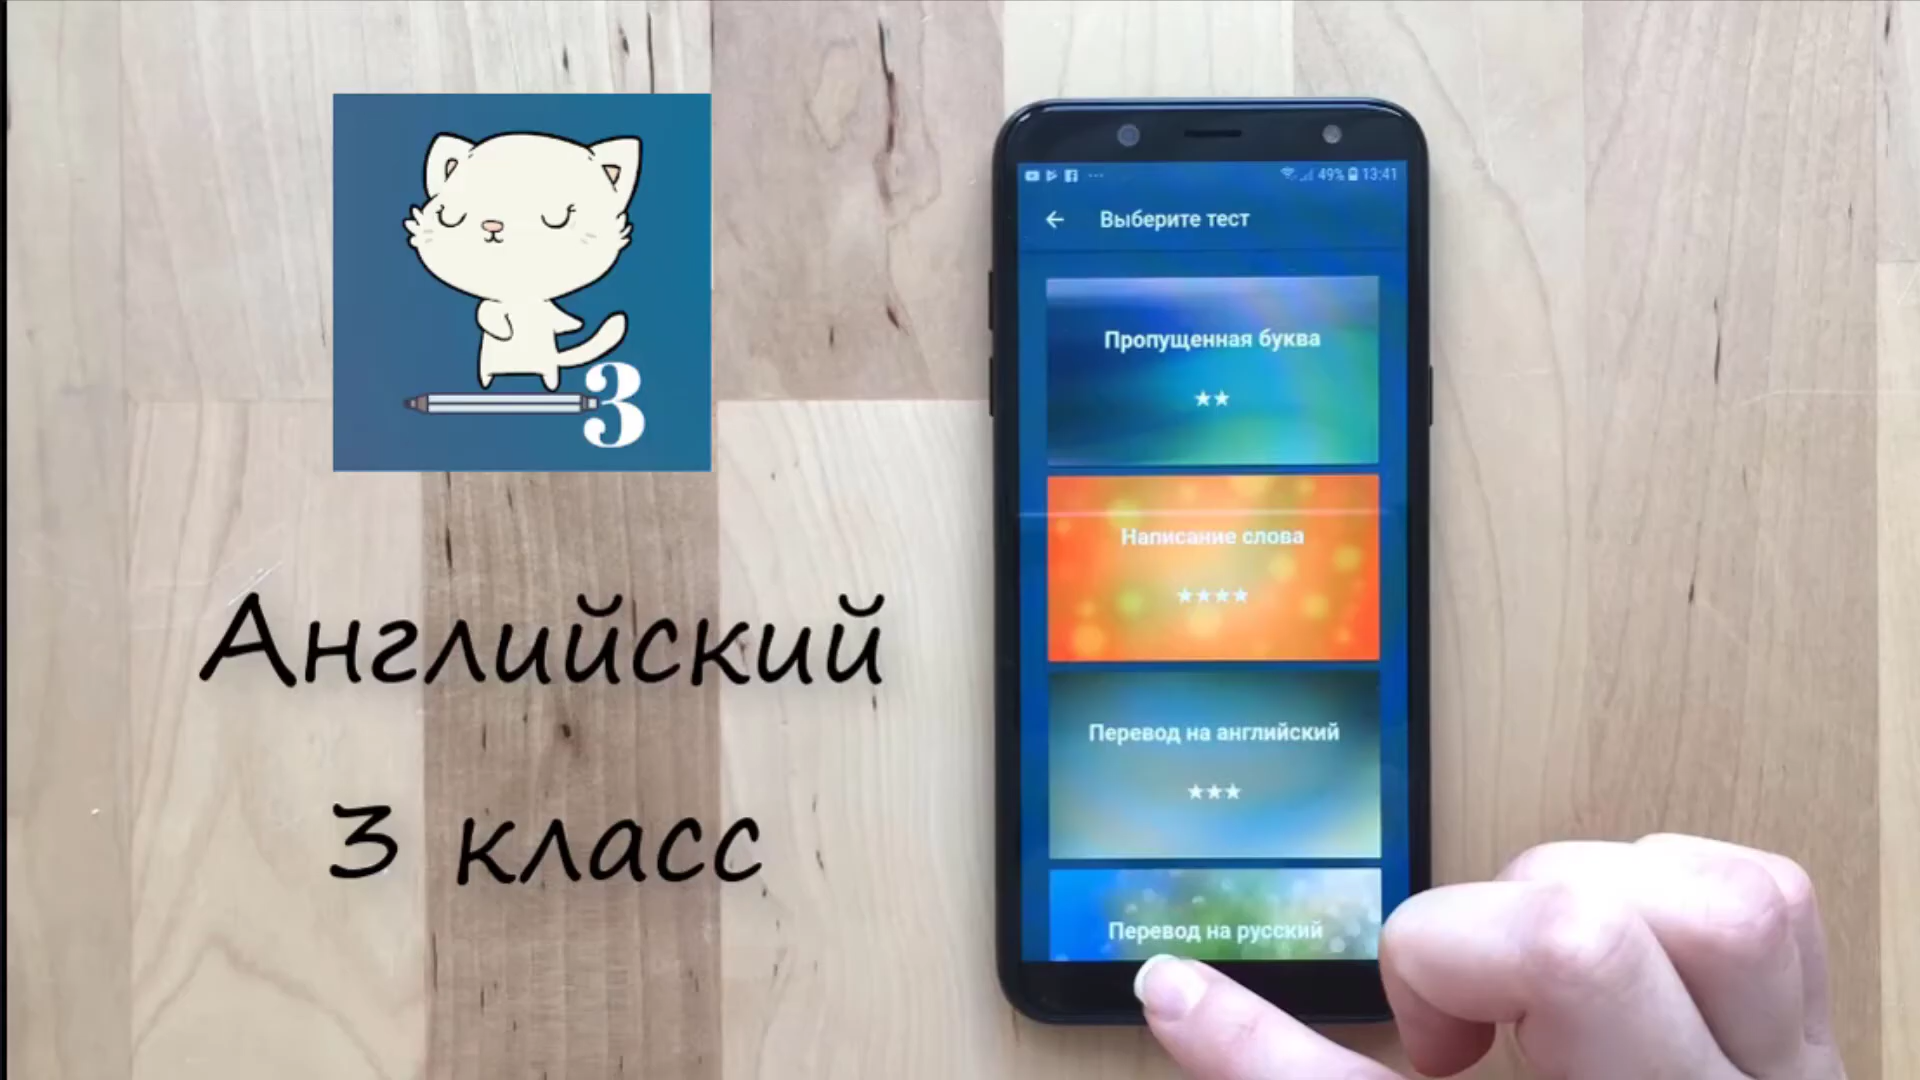 3
Английский
3 класс
49% 13:41
Выберите тест
Пропущенная буква
★★
Написание слова
★★★★
Перевод на английский
★★★
Перевод на русский